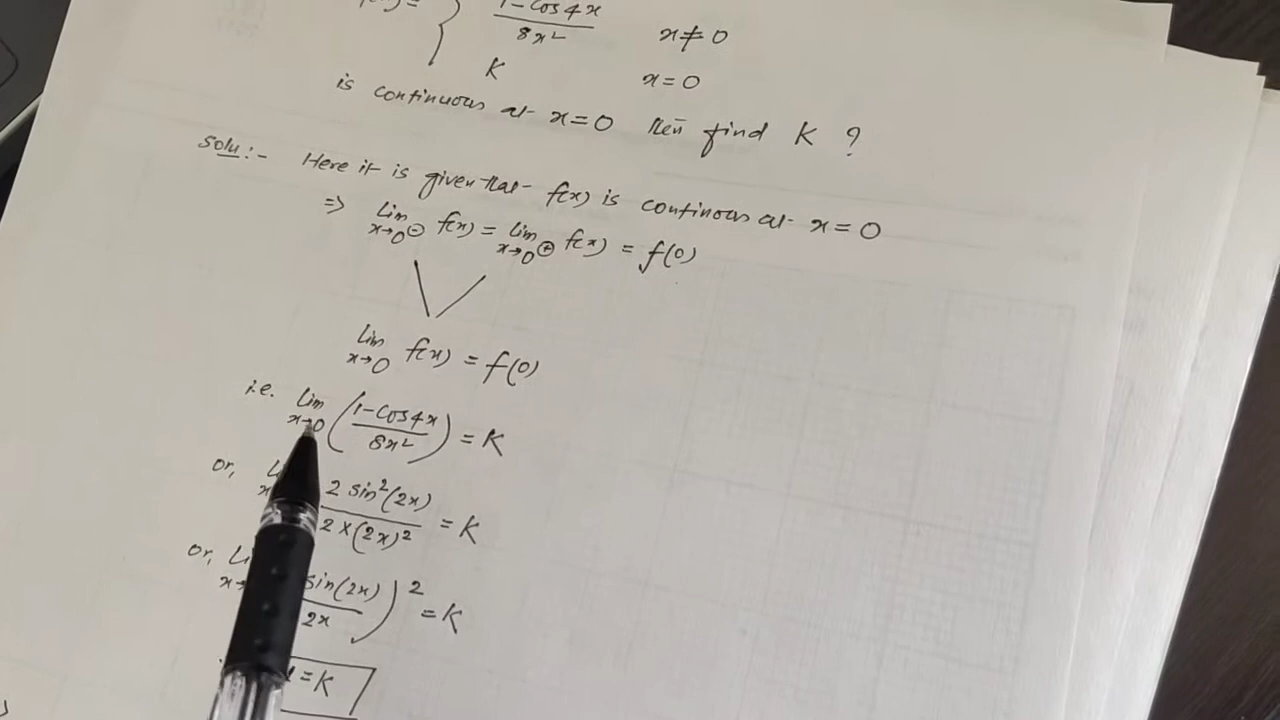 1-Cos4x
8x² x≠0
K x=0
is continuous at x=0 then find K ?
Solu:- Here it is given that f(x) is continuous at x=0
=> Lim x→0⊖ f(x) = Lim x→0⊕ f(x) = f(0)
Lim x→0 f(x) = f(0)
i.e. Lim x→0 (1-Cos4x / 8x²) = K
or, 2 sin²(2x) / 2×(2x)² = K
or, sin(2x) / 2x )² = K
= K